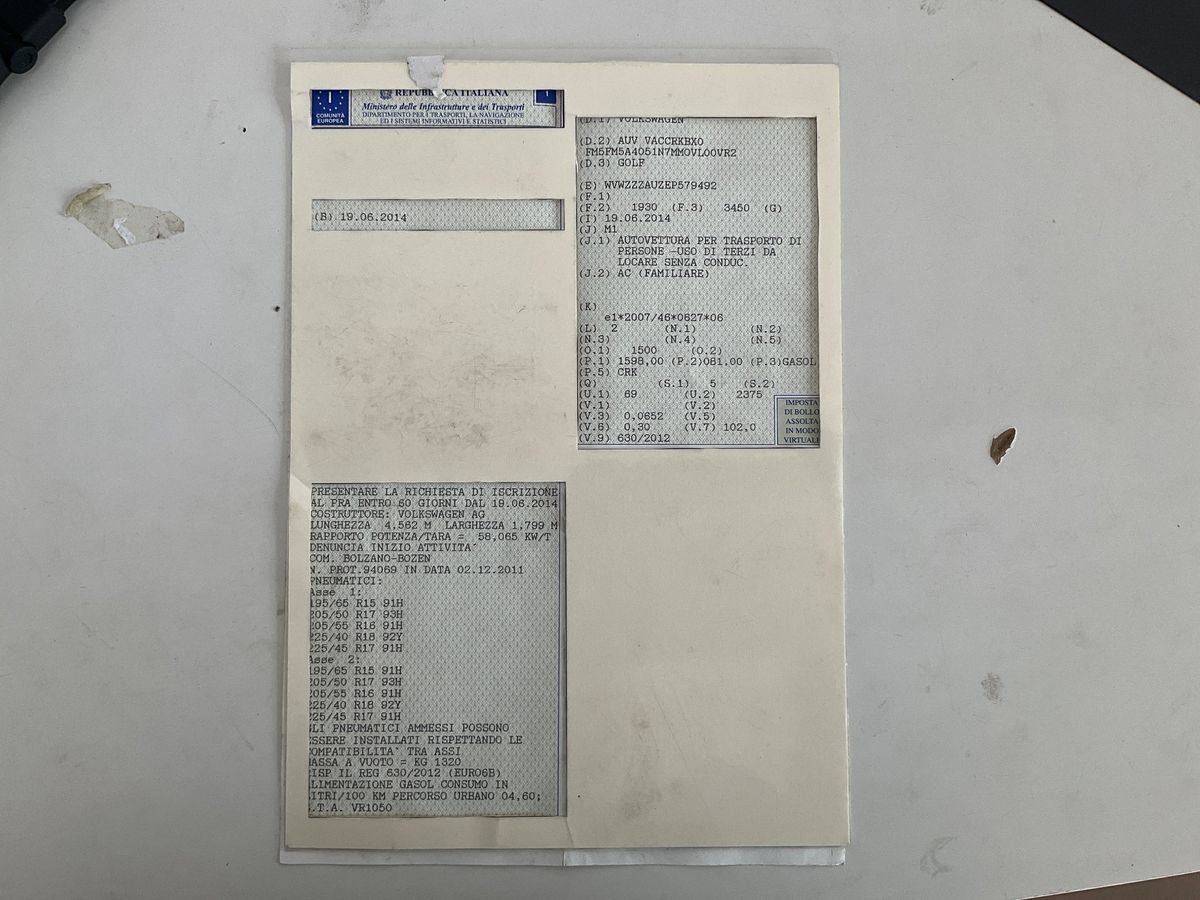 REPUBBLICA ITALIANA
COMUNITÀ
EUROPEA
Ministero delle Infrastrutture e dei Trasporti
DIPARTIMENTO PER I TRASPORTI, LA NAVIGAZIONE
ED I SISTEMI INFORMATIVI E STATISTICI
(B) 19.06.2014
(D.1) VOLKSWAGEN
(D.2) AUV VACCRKBX0
FM5FM5A4051N7MMOVL00VR2
(D.3) GOLF
(E) WVWZZZAUZEP579492
(F.1)
(F.2) 1930 (F.3) 3450 (G)
(I) 19.06.2014
(J) M1
(J.1) AUTOVETTURA PER TRASPORTO DI
PERSONE -USO DI TERZI DA
LOCARE SENZA CONDUC.
(J.2) AC (FAMILIARE)
(K)
e1*2007/46*0627*06
(L) 2 (N.1) (N.2)
(N.3) (N.4) (N.5)
(O.1) 1500 (O.2)
(P.1) 1598,00 (P.2)081,00 (P.3)GASOL
(P.5) CRK
(Q) (S.1) 5 (S.2)
(U.1) 69 (U.2) 2375
(V.1) (V.2)
(V.3) 0,0652 (V.5)
(V.6) 0,30 (V.7) 102,0
(V.9) 630/2012
IMPOSTA
DI BOLLO
ASSOLTA
IN MODO
VIRTUALE
PRESENTARE LA RICHIESTA DI ISCRIZIONE
AL PRA ENTRO 60 GIORNI DAL 19.06.2014
COSTRUTTORE: VOLKSWAGEN AG
LUNGHEZZA 4,562 M LARGHEZZA 1,799 M
RAPPORTO POTENZA/TARA = 58,065 KW/T
DENUNCIA INIZIO ATTIVITA`
COM. BOLZANO-BOZEN
N. PROT.94069 IN DATA 02.12.2011
PNEUMATICI:
Asse 1:
195/65 R15 91H
205/50 R17 93H
205/55 R16 91H
225/40 R18 92Y
225/45 R17 91H
Asse 2:
195/65 R15 91H
205/50 R17 93H
205/55 R16 91H
225/40 R18 92Y
225/45 R17 91H
GLI PNEUMATICI AMMESSI POSSONO
ESSERE INSTALLATI RISPETTANDO LE
COMPATIBILITA` TRA ASSI
MASSA A VUOTO = KG 1320
RISP IL REG 630/2012 (EURO6B)
ALIMENTAZIONE GASOL CONSUMO IN
LITRI/100 KM PERCORSO URBANO 04,60;
S.T.A. VR1050